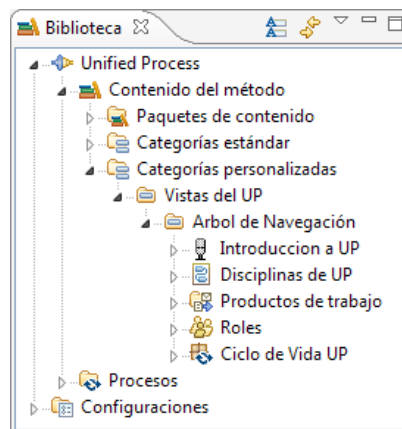 Biblioteca
Unified Process
Contenido del método
Paquetes de contenido
Categorías estándar
Categorías personalizadas
Vistas del UP
Arbol de Navegación
Introduccion a UP
Disciplinas de UP
Productos de trabajo
Roles
Ciclo de Vida UP
Procesos
Configuraciones